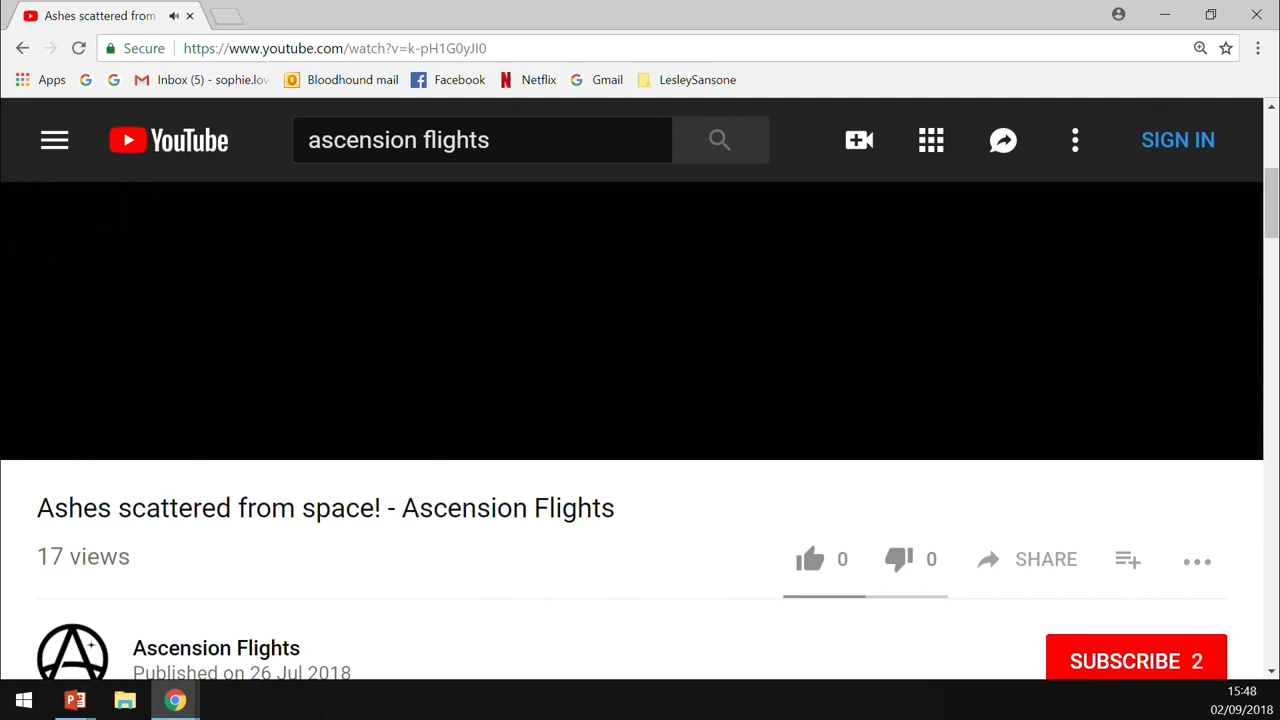 Ashes scattered from
Secure
https://www.youtube.com/watch?v=k-pH1G0yJI0
Apps
Inbox (5) - sophie.lov
Bloodhound mail
Facebook
Netflix
Gmail
LesleySansone
YouTube
ascension flights
SIGN IN
Ashes scattered from space! - Ascension Flights
17 views
0
0
SHARE
Ascension Flights
Published on 26 Jul 2018
SUBSCRIBE 2
15:48
02/09/2018